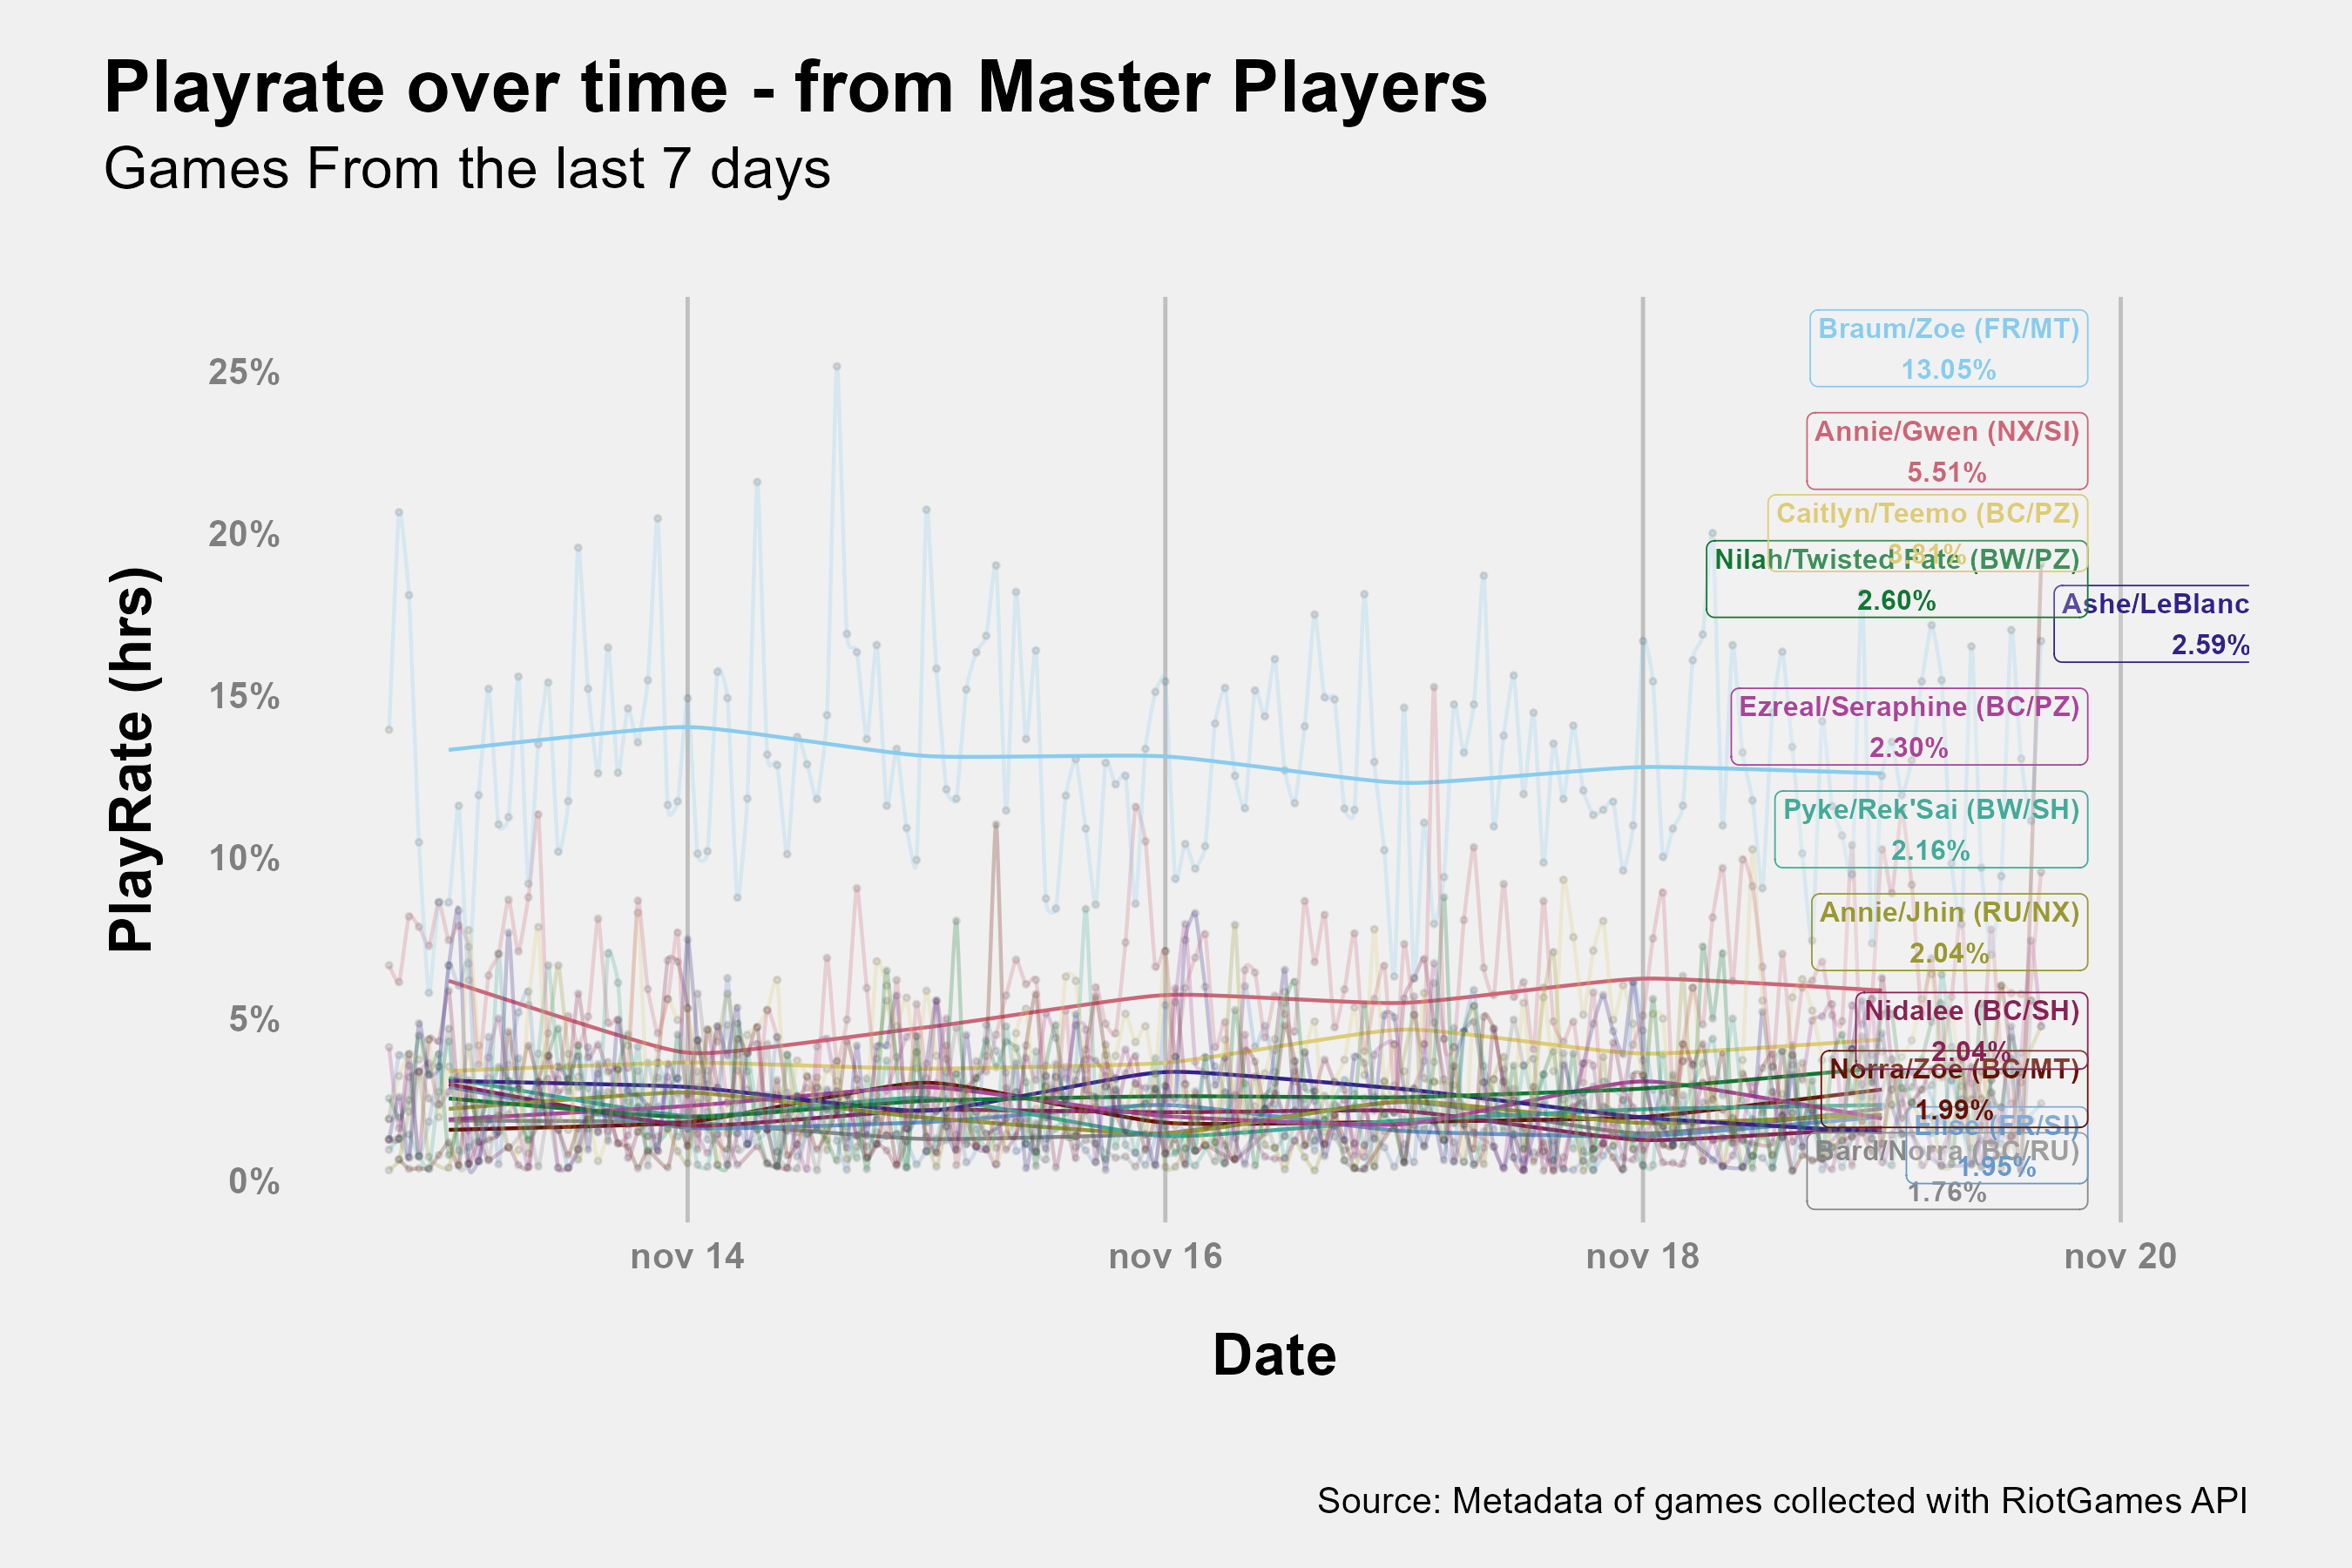 Playrate over time - from Master Players
Games From the last 7 days
PlayRate (hrs)
25%
20%
15%
10%
5%
0%
Braum/Zoe (FR/MT)
13.05%
Annie/Gwen (NX/SI)
5.51%
Caitlyn/Teemo (BC/PZ)
3.81%
Nilah/Twisted Fate (BW/PZ)
2.60%
Ashe/LeBlanc
2.59%
Ezreal/Seraphine (BC/PZ)
2.30%
Pyke/Rek'Sai (BW/SH)
2.16%
Annie/Jhin (RU/NX)
2.04%
Nidalee (BC/SH)
2.04%
Norra/Zoe (BC/MT)
1.99%
Elise (FR/SI)
1.95%
Bard/Norra (BC/RU)
1.76%
nov 14
nov 16
nov 18
nov 20
Date
Source: Metadata of games collected with RiotGames API